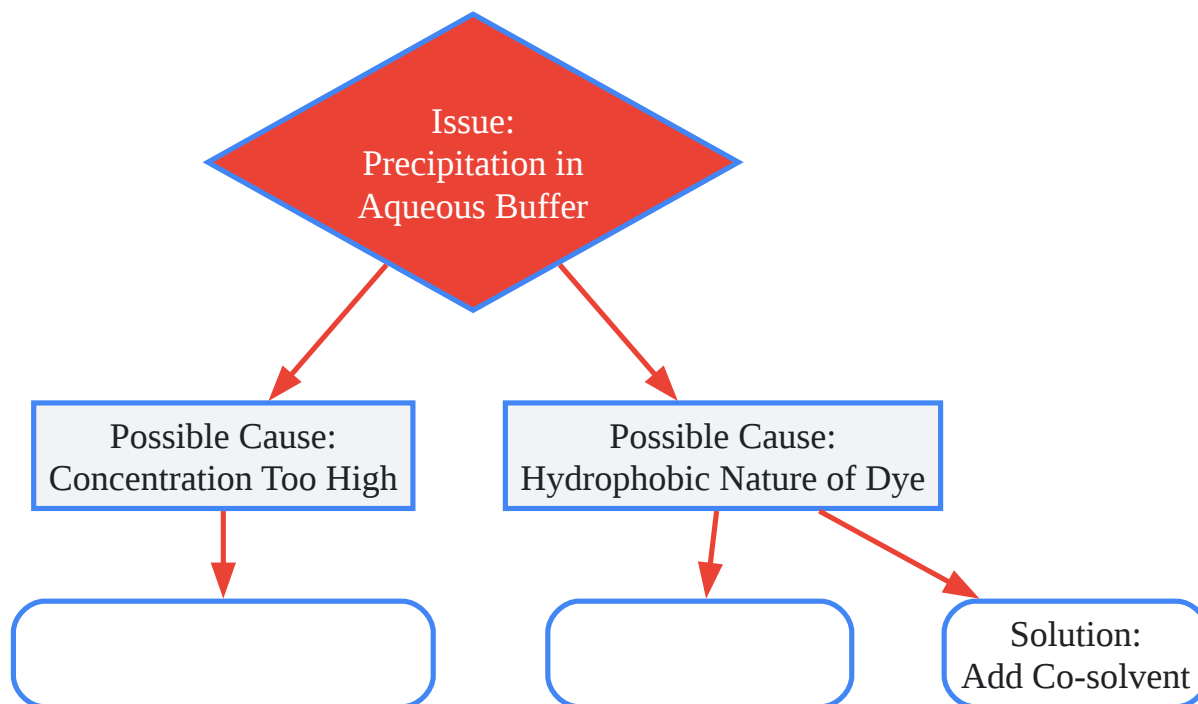 Issue:
Precipitation in
Aqueous Buffer
Possible Cause:
Concentration Too High
Possible Cause:
Hydrophobic Nature of Dye
Solution:
Add Co-solvent